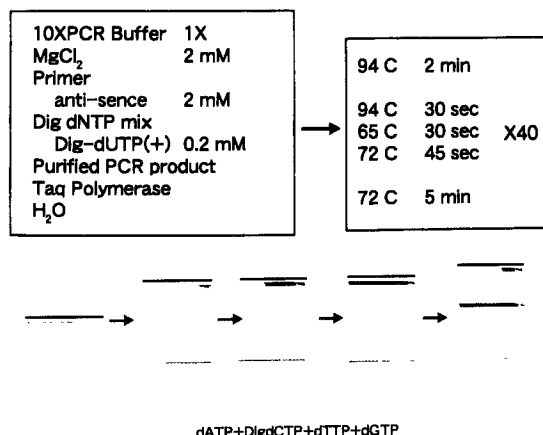 10XPCR Buffer 1X
MgCl₂ 2 mM
Primer
anti-sence 2 mM
Dig dNTP mix
Dig-dUTP(+) 0.2 mM
Purified PCR product
Taq Polymerase
H₂O
94 C 2 min
94 C 30 sec
65 C 30 sec X40
72 C 45 sec
72 C 5 min
dATP+DigdCTP+dTTP+dGTP